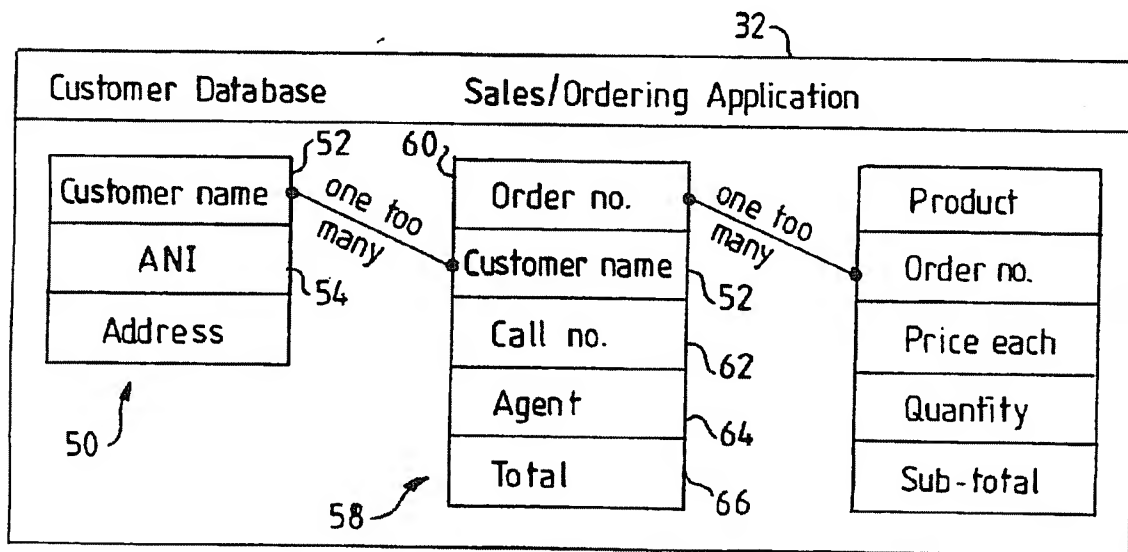 32
Customer Database Sales/Ordering Application
52
Customer name
ANI
54
Address
50
one too
many
60
Order no.
Customer name
52
Call no.
62
Agent
64
Total
66
58
one too
many
Product
Order no.
Price each
Quantity
Sub-total